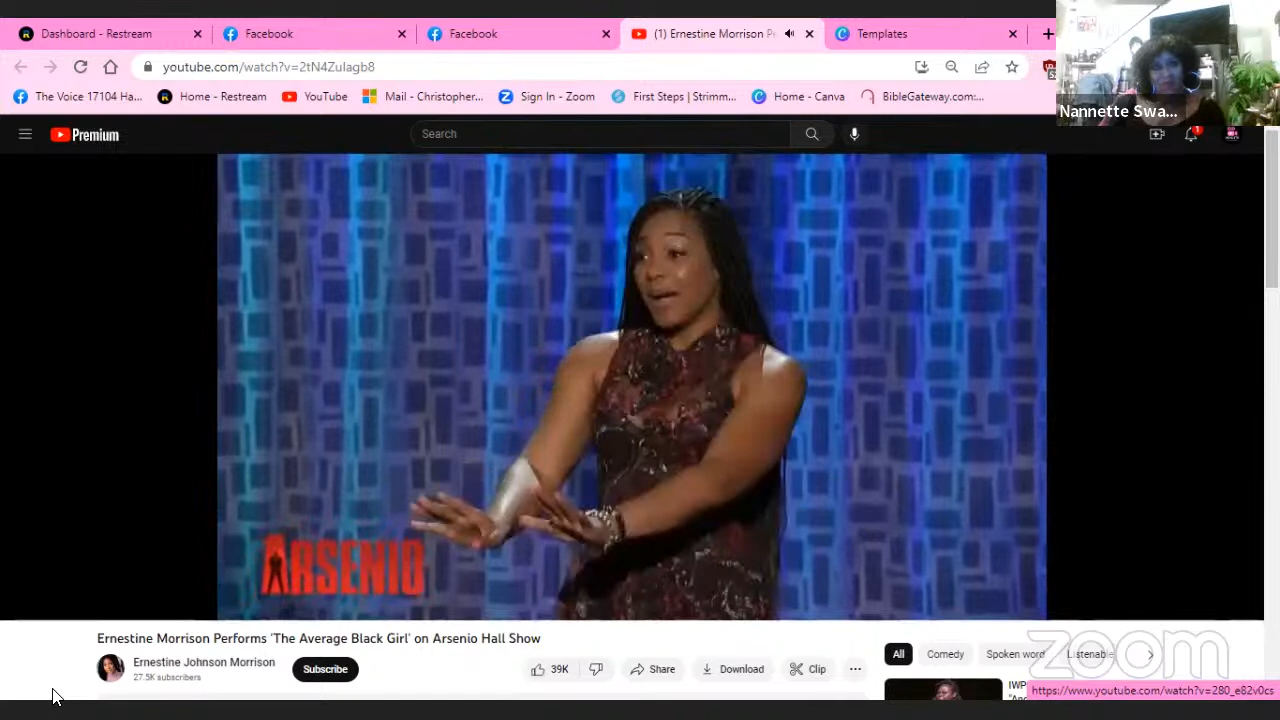 Dashboard - Restream
Facebook
Facebook
(1) Ernestine Morrison Pe
Templates
youtube.com/watch?v=2tN4ZuIagb8
The Voice 17104 Ha...
Home - Restream
YouTube
Mail - Christopher...
Sign In - Zoom
First Steps | Strimm...
Home - Canva
BibleGateway.com:...
Nannette Swa...
Premium
Search
1
ARSENIO
Ernestine Morrison Performs 'The Average Black Girl' on Arsenio Hall Show
Ernestine Johnson Morrison
27.5K subscribers
Subscribe
39K
Share
Download
Clip
All
Comedy
Spoken word
Listenable
zoom
https://www.youtube.com/watch?v=280_e82v0cs